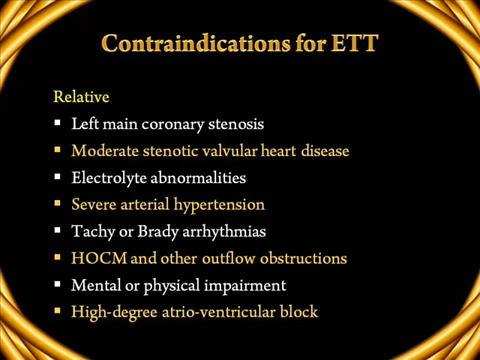 Contraindications for ETT
Relative
▪ Left main coronary stenosis
▪ Moderate stenotic valvular heart disease
▪ Electrolyte abnormalities
▪ Severe arterial hypertension
▪ Tachy or Brady arrhythmias
▪ HOCM and other outflow obstructions
▪ Mental or physical impairment
▪ High-degree atrio-ventricular block